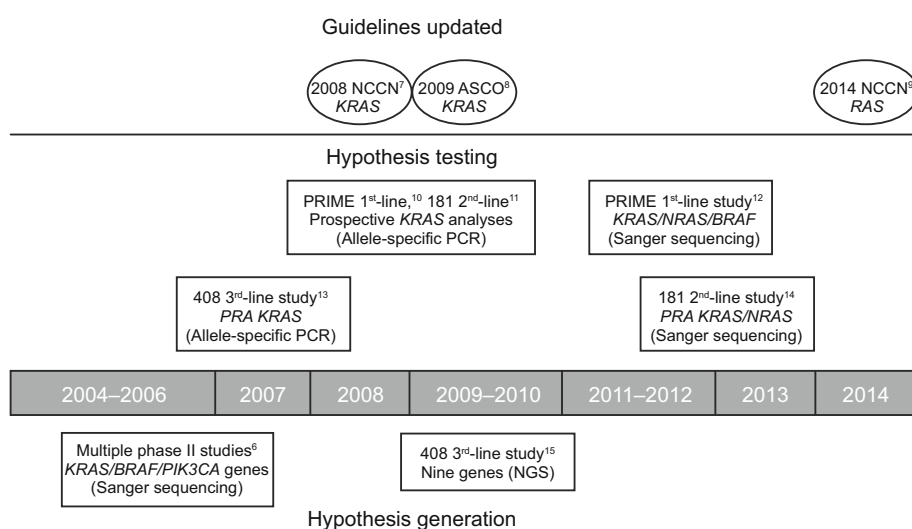 Guidelines updated
2008 NCCN⁷
KRAS
2009 ASCO⁸
KRAS
2014 NCCN⁹
RAS
Hypothesis testing
PRIME 1ˢᵗ-line,¹⁰ 181 2ⁿᵈ-line¹¹
Prospective KRAS analyses
(Allele-specific PCR)
PRIME 1ˢᵗ-line study¹²
KRAS/NRAS/BRAF
(Sanger sequencing)
408 3ʳᵈ-line study¹³
PRA KRAS
(Allele-specific PCR)
181 2ⁿᵈ-line study¹⁴
PRA KRAS/NRAS
(Sanger sequencing)
2004–2006
2007
2008
2009–2010
2011–2012
2013
2014
Multiple phase II studies⁶
KRAS/BRAF/PIK3CA genes
(Sanger sequencing)
408 3ʳᵈ-line study¹⁵
Nine genes (NGS)
Hypothesis generation